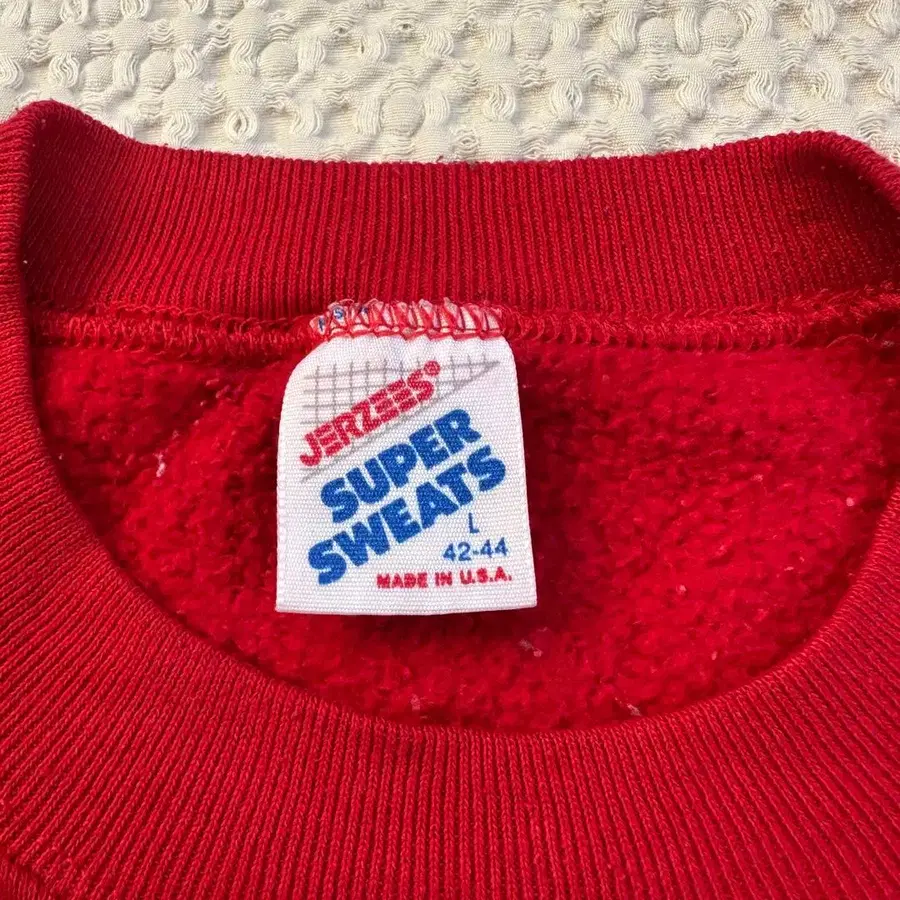 JERZEES®
SUPER
SWEATS
L
42-44
MADE IN U.S.A.